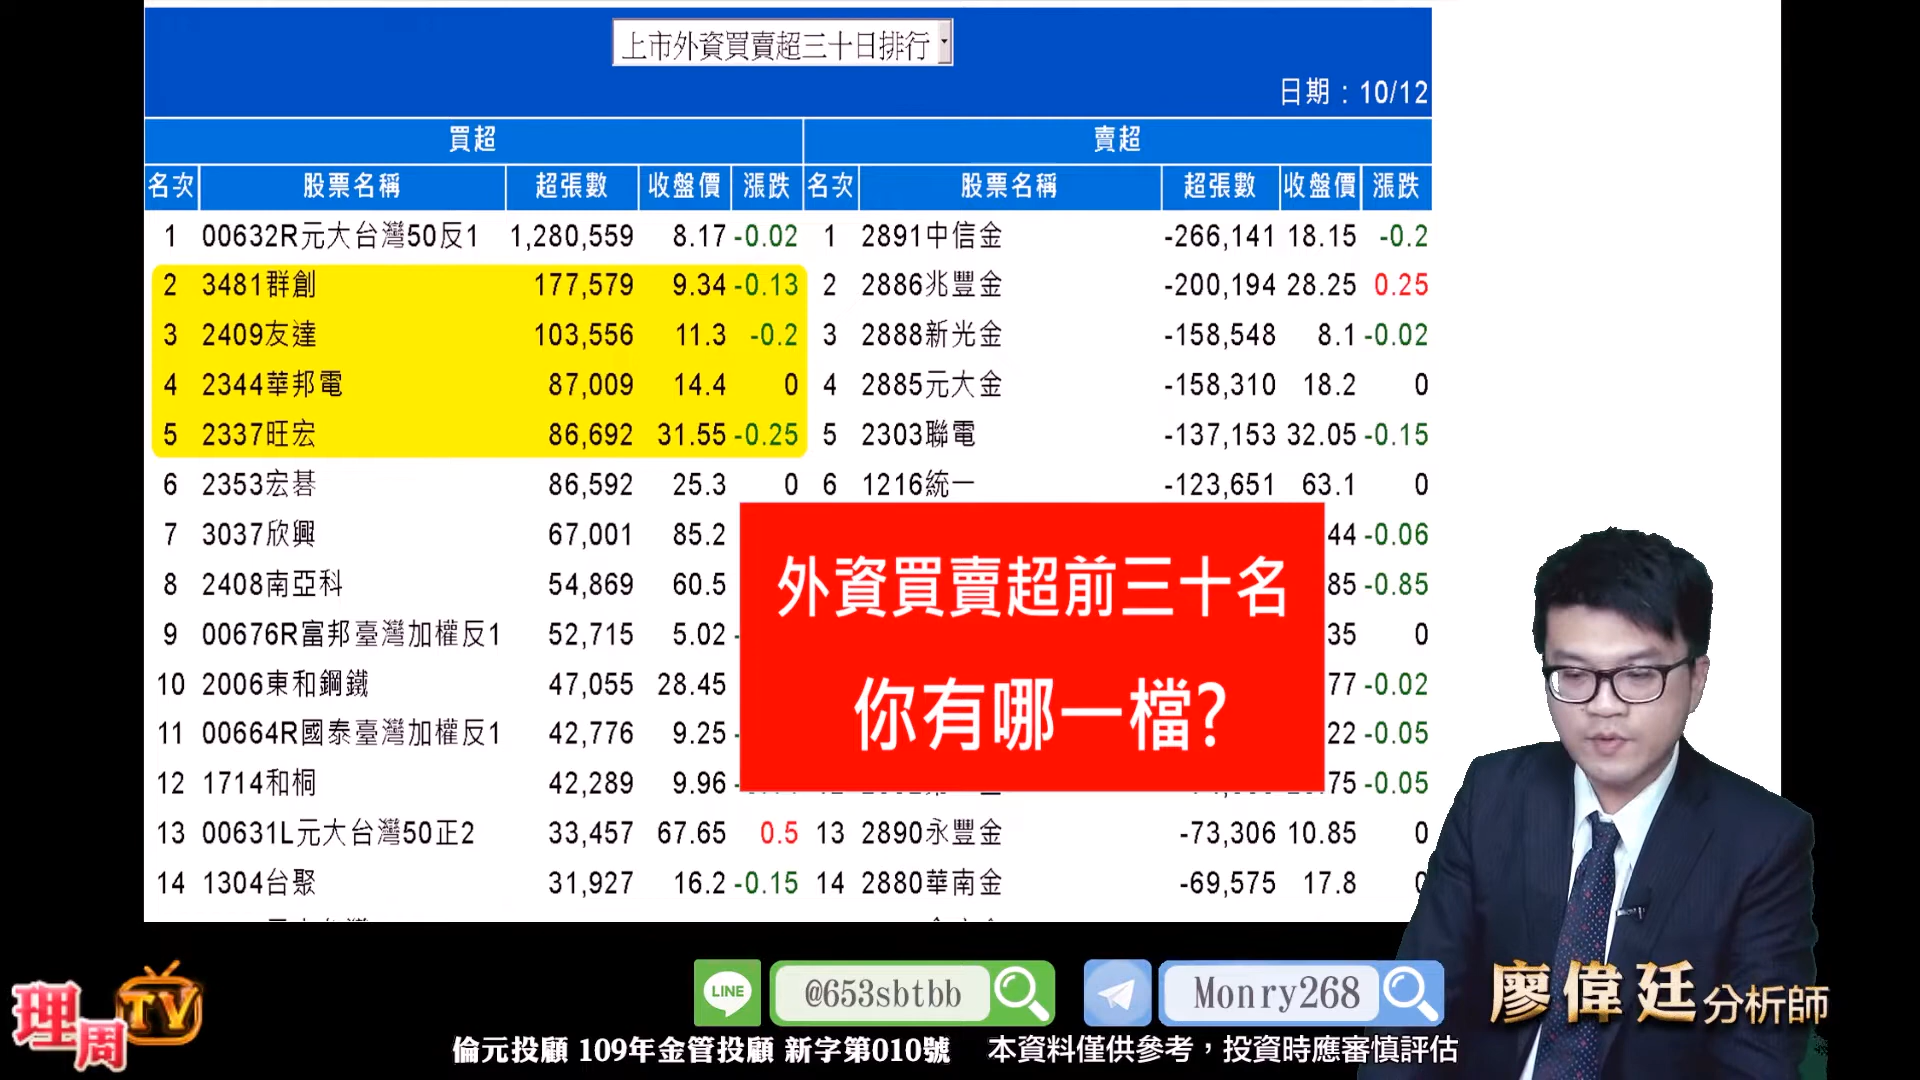 上市外資買賣超三十日排行
日期：10/12
買超 賣超
名次 股票名稱 超張數 收盤價 漲跌 名次 股票名稱 超張數 收盤價 漲跌
1 00632R元大台灣50反1 1,280,559 8.17 -0.02 1 2891中信金 -266,141 18.15 -0.2
2 3481群創 177,579 9.34 -0.13 2 2886兆豐金 -200,194 28.25 0.25
3 2409友達 103,556 11.3 -0.2 3 2888新光金 -158,548 8.1 -0.02
4 2344華邦電 87,009 14.4 0 4 2885元大金 -158,310 18.2 0
5 2337旺宏 86,692 31.55 -0.25 5 2303聯電 -137,153 32.05 -0.15
6 2353宏碁 86,592 25.3 0 6 1216統一 -123,651 63.1 0
7 3037欣興 67,001 85.2 44 -0.06
8 2408南亞科 54,869 60.5 85 -0.85
9 00676R富邦臺灣加權反1 52,715 5.02 35 0
10 2006東和鋼鐵 47,055 28.45 77 -0.02
11 00664R國泰臺灣加權反1 42,776 9.25 22 -0.05
12 1714和桐 42,289 9.96 75 -0.05
13 00631L元大台灣50正2 33,457 67.65 0.5 13 2890永豐金 -73,306 10.85 0
14 1304台聚 31,927 16.2 -0.15 14 2880華南金 -69,575 17.8
外資買賣超前三十名
你有哪一檔?
理周TV
LINE @653sbtbb Monry268
廖偉廷分析師
倫元投顧 109年金管投顧 新字第010號 本資料僅供參考，投資時應審慎評估